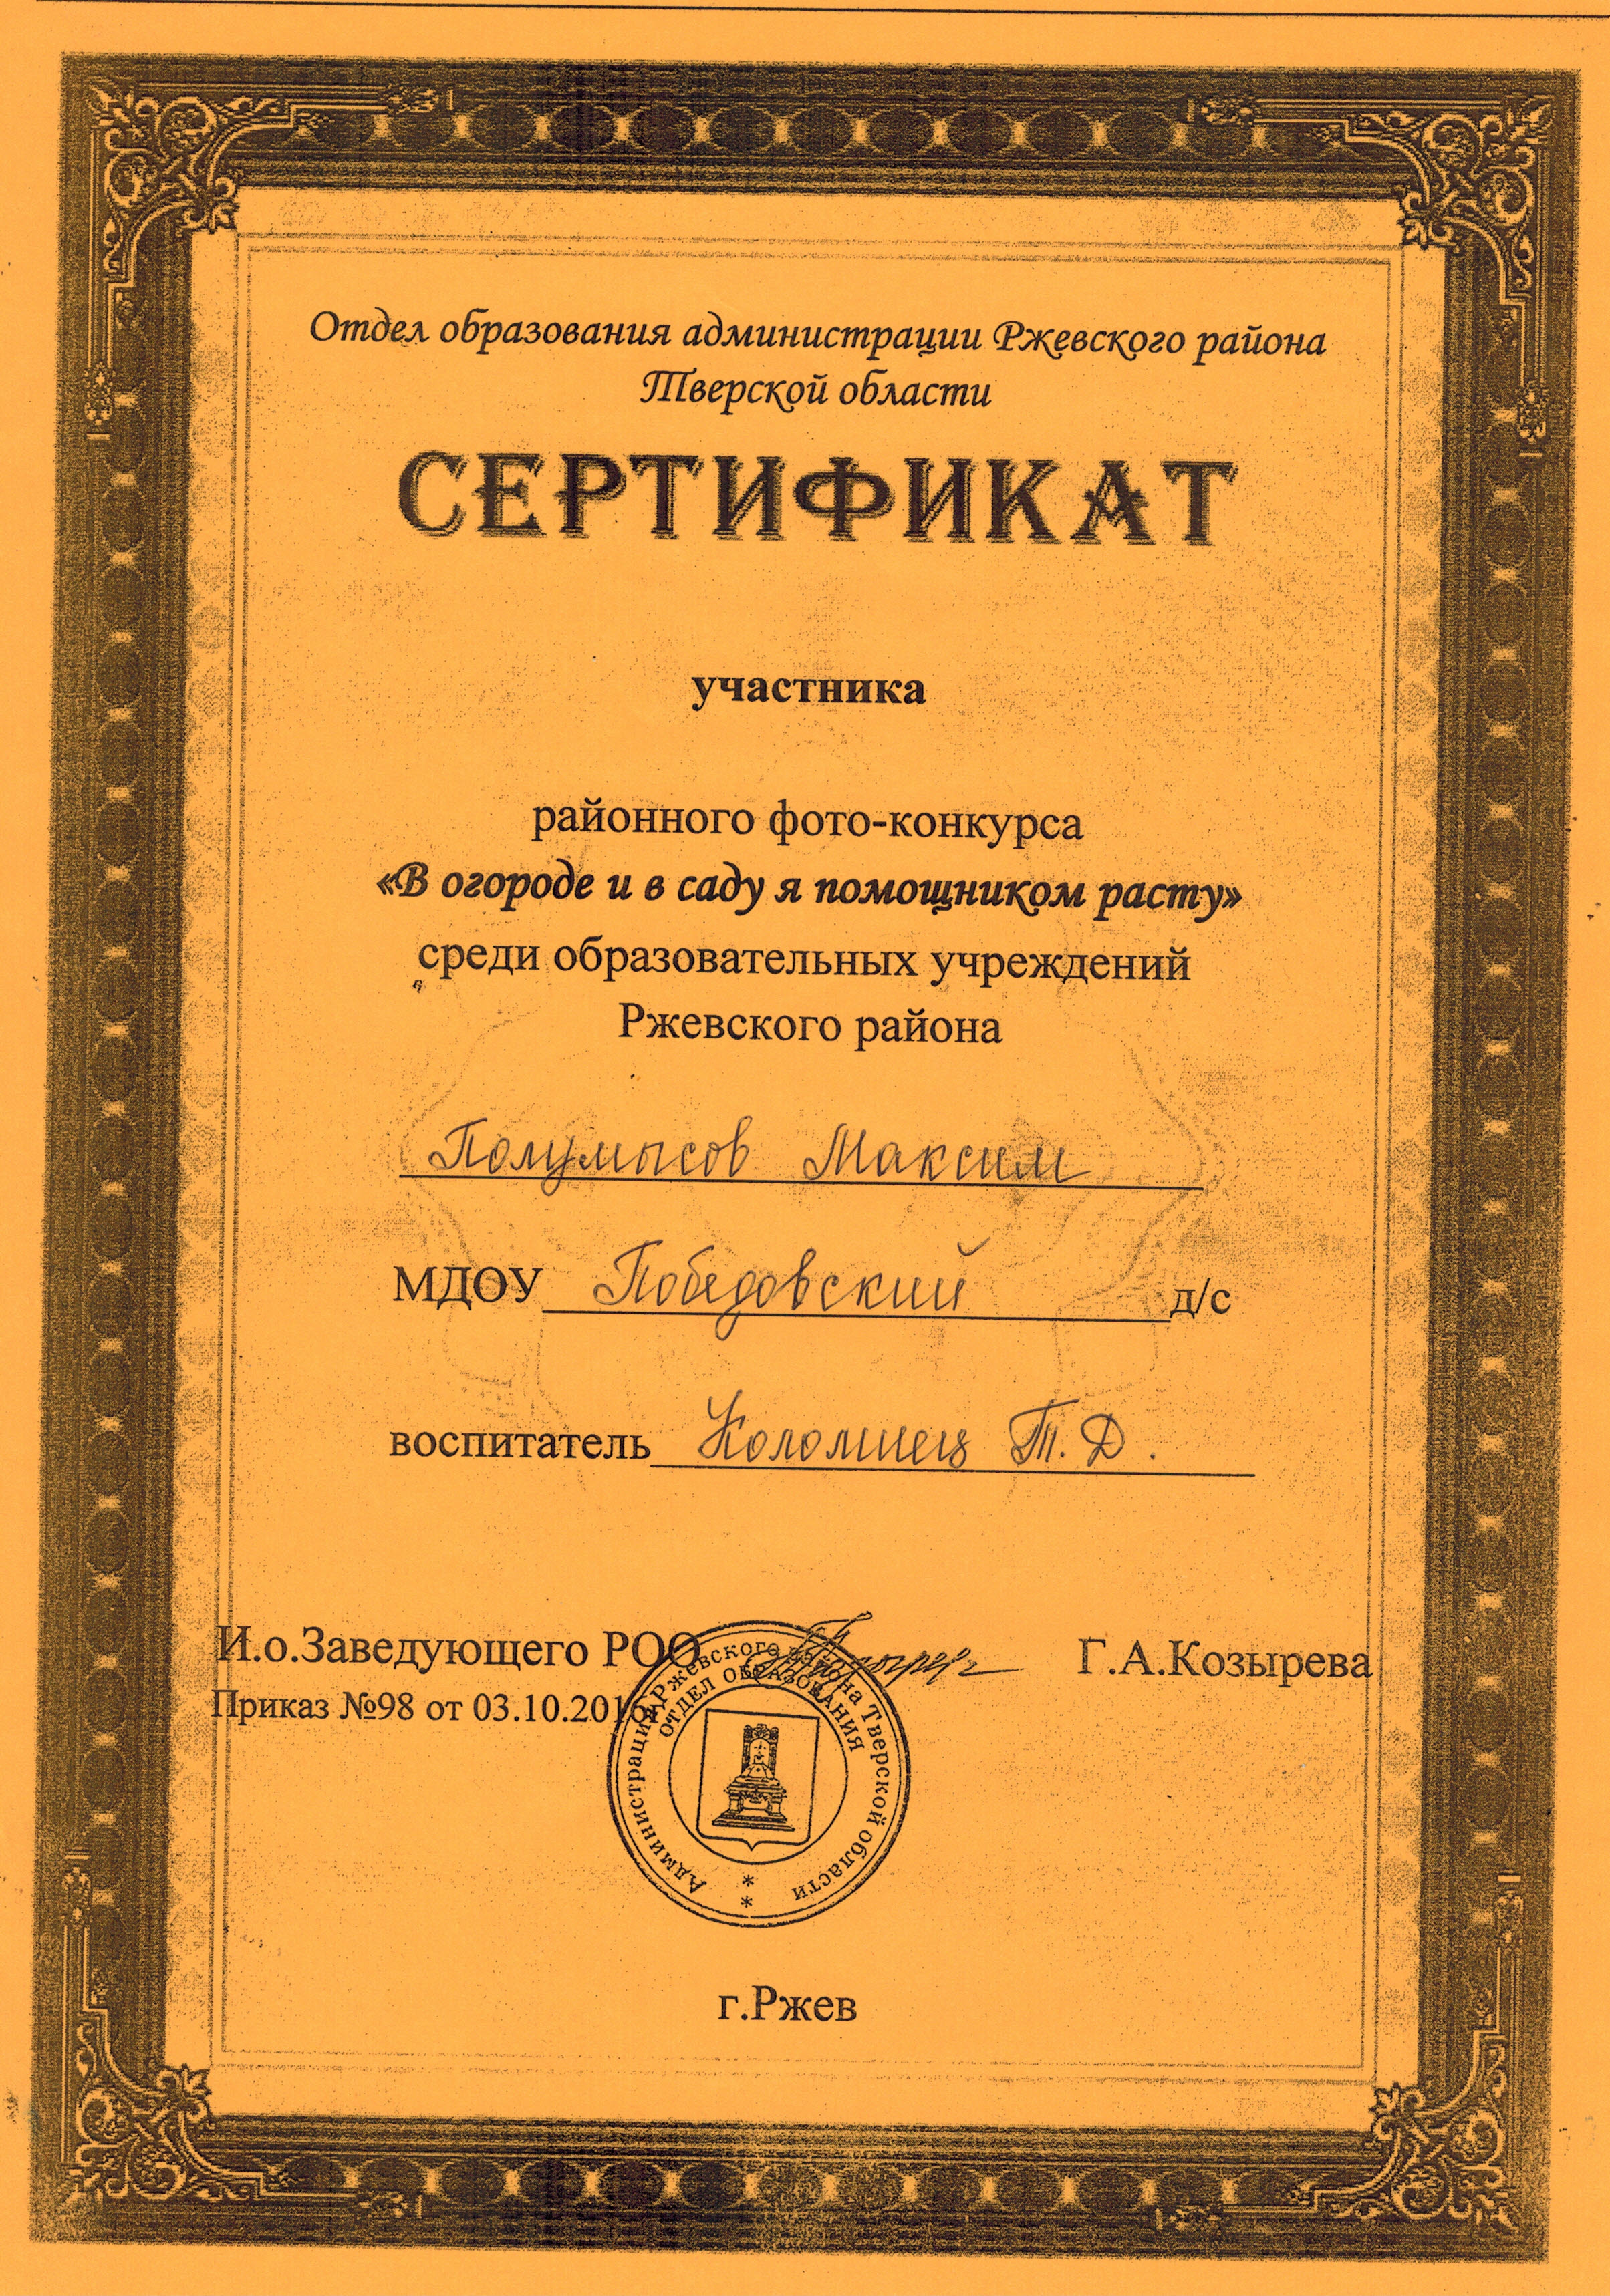 Отдел образования администрации Ржевского района
Тверской области
СЕРТИФИКАТ
участника
районного фото-конкурса
«В огороде и в саду я помощником расту»
среди образовательных учреждений
Ржевского района
Полумысов Максим
МДОУ Победовский д/с
воспитатель Коломиец Т.Д.
И.о.Заведующего РОО Г.А.Козырева
Приказ №98 от 03.10.2016г
Администрация Ржевского района Тверской области
ОТДЕЛ ОБРАЗОВАНИЯ
* *
г.Ржев